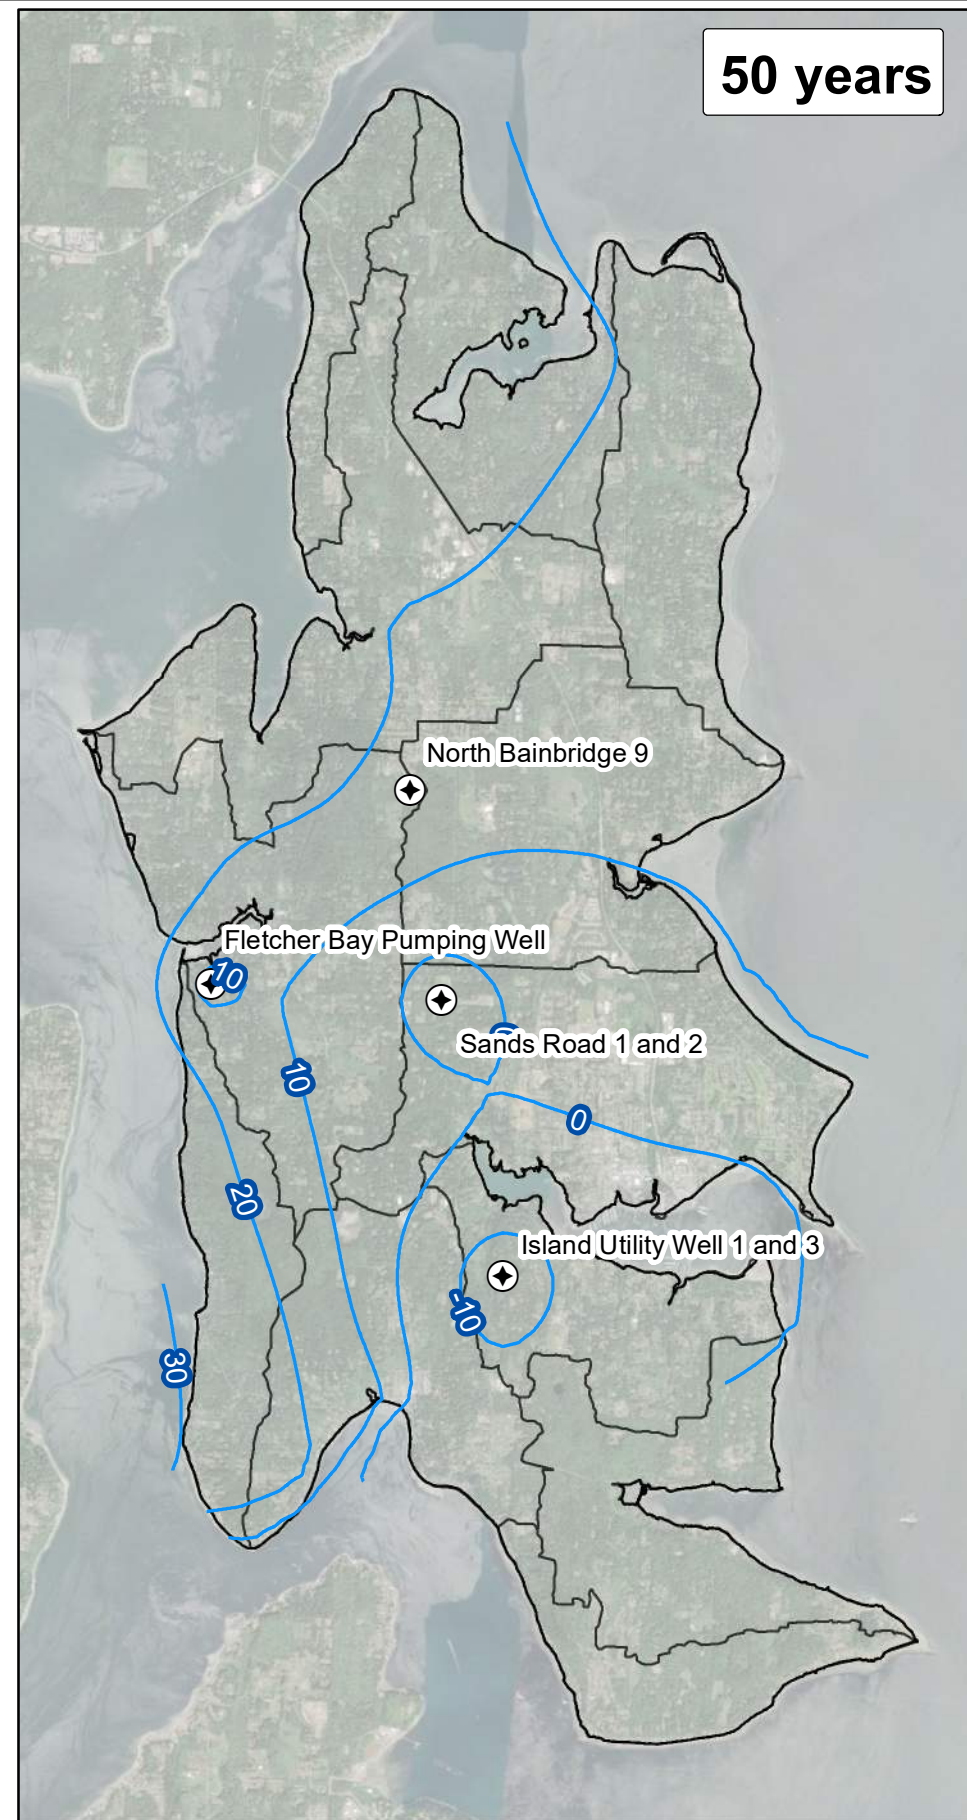 50 years
North Bainbridge 9
Fletcher Bay Pumping Well
10
Sands Road 1 and 2
10
0
20
Island Utility Well 1 and 3
-10
30